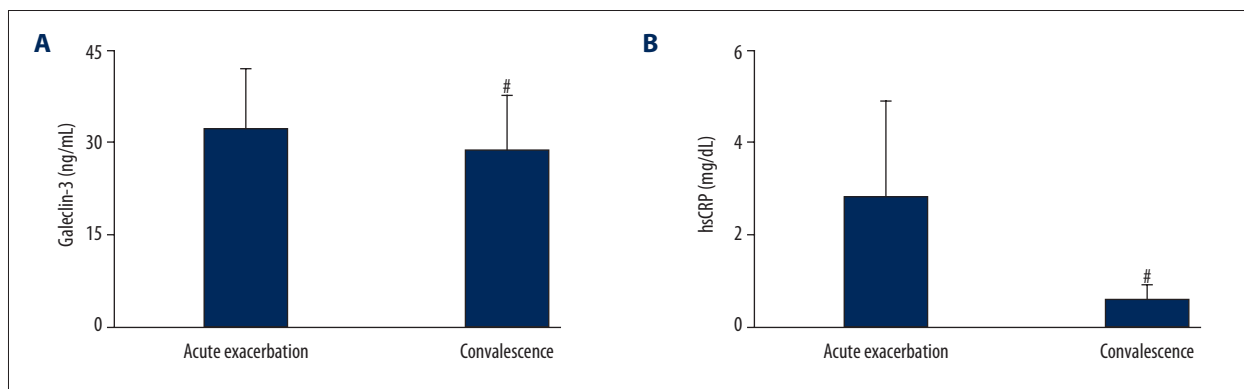 A
45
30
15
0
Galeclin-3 (ng/mL)
#
Acute exacerbation
Convalescence
B
6
4
2
0
hsCRP (mg/dL)
#
Acute exacerbation
Convalescence